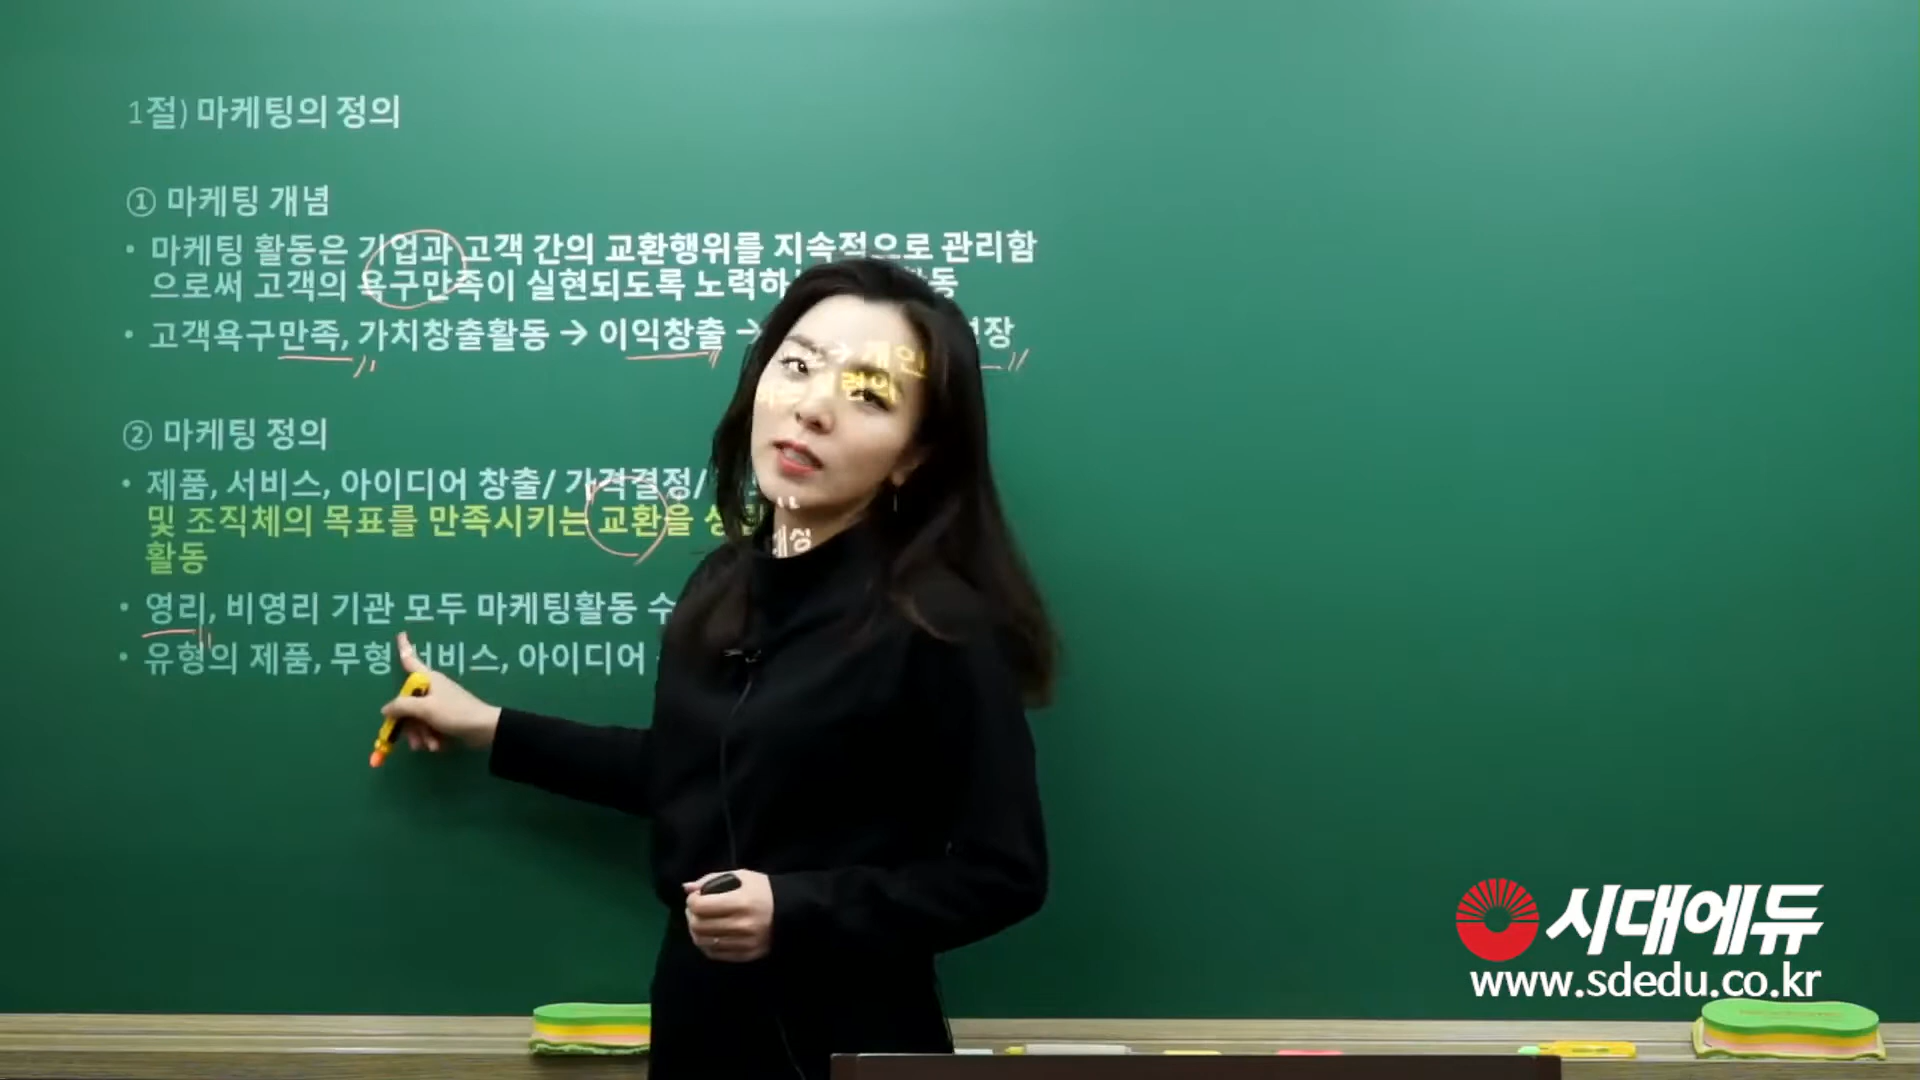 1절) 마케팅의 정의
① 마케팅 개념
• 마케팅 활동은 기업과 고객 간의 교환행위를 지속적으로 관리함
으로써 고객의 욕구만족이 실현되도록 노력하
• 고객욕구만족, 가치창출활동 → 이익창출 →
② 마케팅 정의
• 제품, 서비스, 아이디어 창출/ 가격결정/
및 조직체의 목표를 만족시키는 교환을
활동
• 영리, 비영리 기관 모두 마케팅활동
• 유형의 제품, 무형 서비스, 아이디어
시대에듀
www.sdedu.co.kr